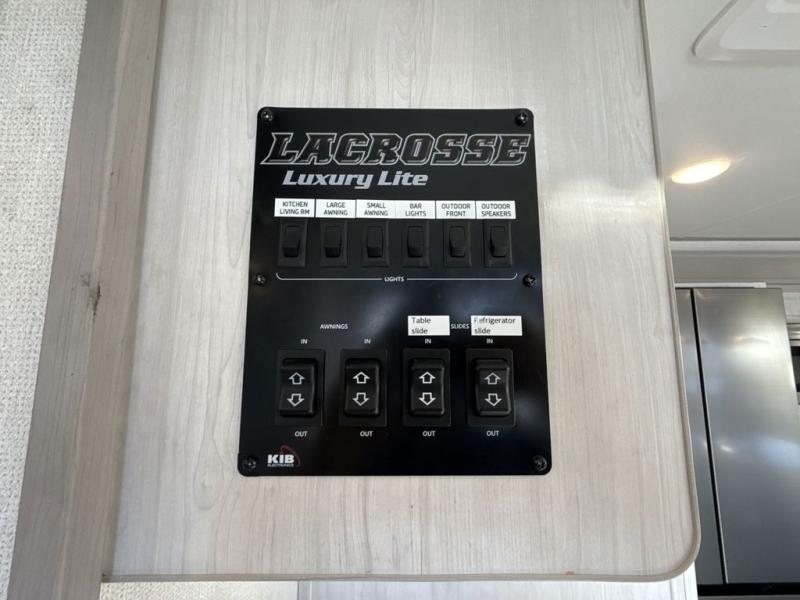 LACROSSE
Luxury Lite
KITCHEN LARGE SMALL BAR OUTDOOR OUTDOOR
LIVING RM AWNING AWNING LIGHTS FRONT SPEAKERS
LIGHTS
Table Refrigerator
AWNINGS slide SLIDES slide
IN IN IN IN
OUT OUT OUT OUT
KIB
ELECTRONICS